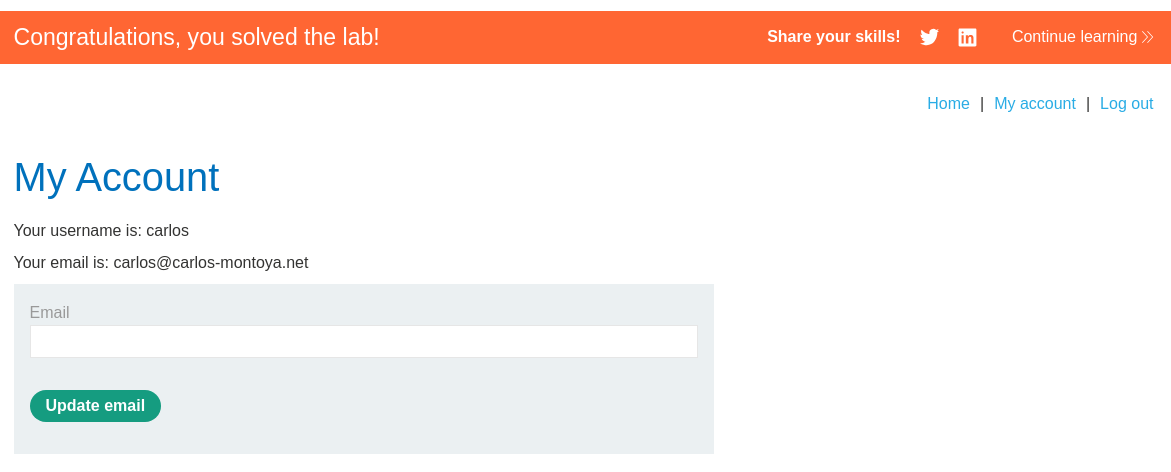 Congratulations, you solved the lab! Share your skills! Continue learning
Home | My account | Log out
My Account
Your username is: carlos
Your email is: carlos@carlos-montoya.net
Email
Update email